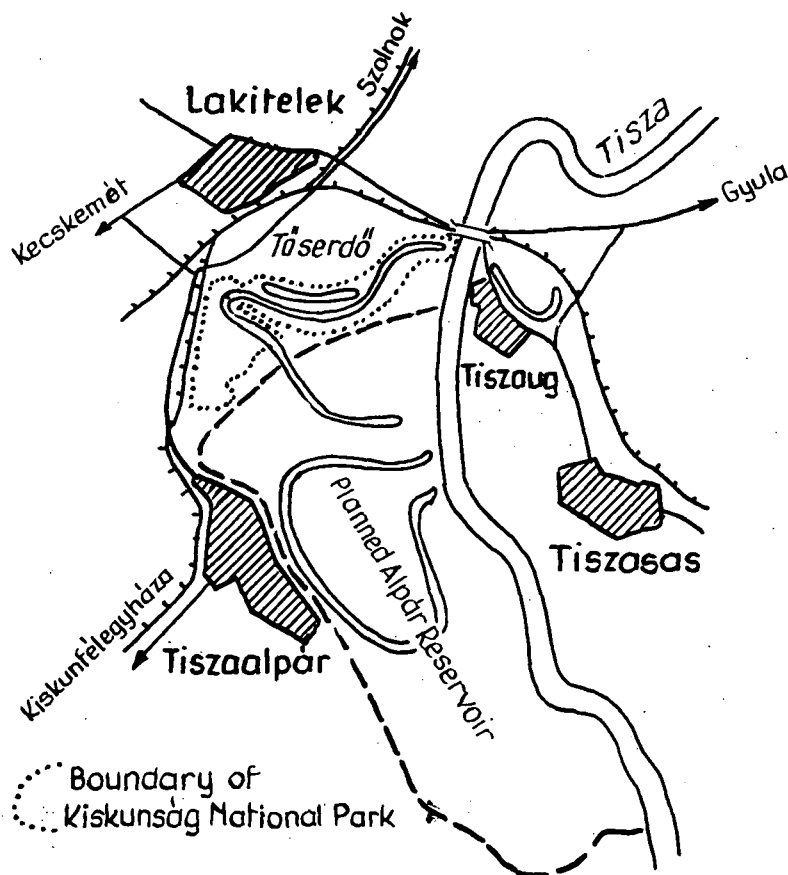 Szolnok
Lakitelek
Tisza
Kecskemét
Gyula
Tőserdő
Tiszaug
Planned Alpár Reservoir
Tiszasas
Kiskunfélegyháza
Tiszaalpár
Boundary of
Kiskunság National Park